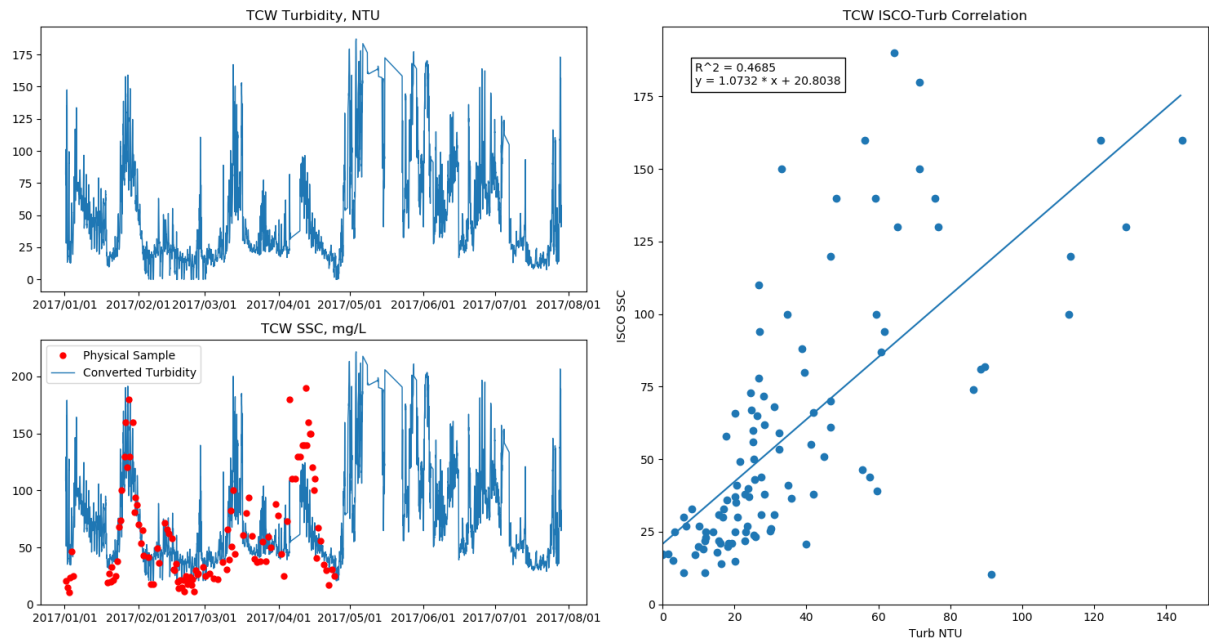 TCW Turbidity, NTU
175
150
125
100
75
50
25
0
2017/01/01 2017/02/01 2017/03/01 2017/04/01 2017/05/01 2017/06/01 2017/07/01 2017/08/01
TCW SSC, mg/L
Physical Sample
Converted Turbidity
200
150
100
50
0
2017/01/01 2017/02/01 2017/03/01 2017/04/01 2017/05/01 2017/06/01 2017/07/01 2017/08/01
TCW ISCO-Turb Correlation
R^2 = 0.4685
y = 1.0732 * x + 20.8038
175
150
125
100
75
50
25
0
ISCO SSC
0 20 40 60 80 100 120 140
Turb NTU